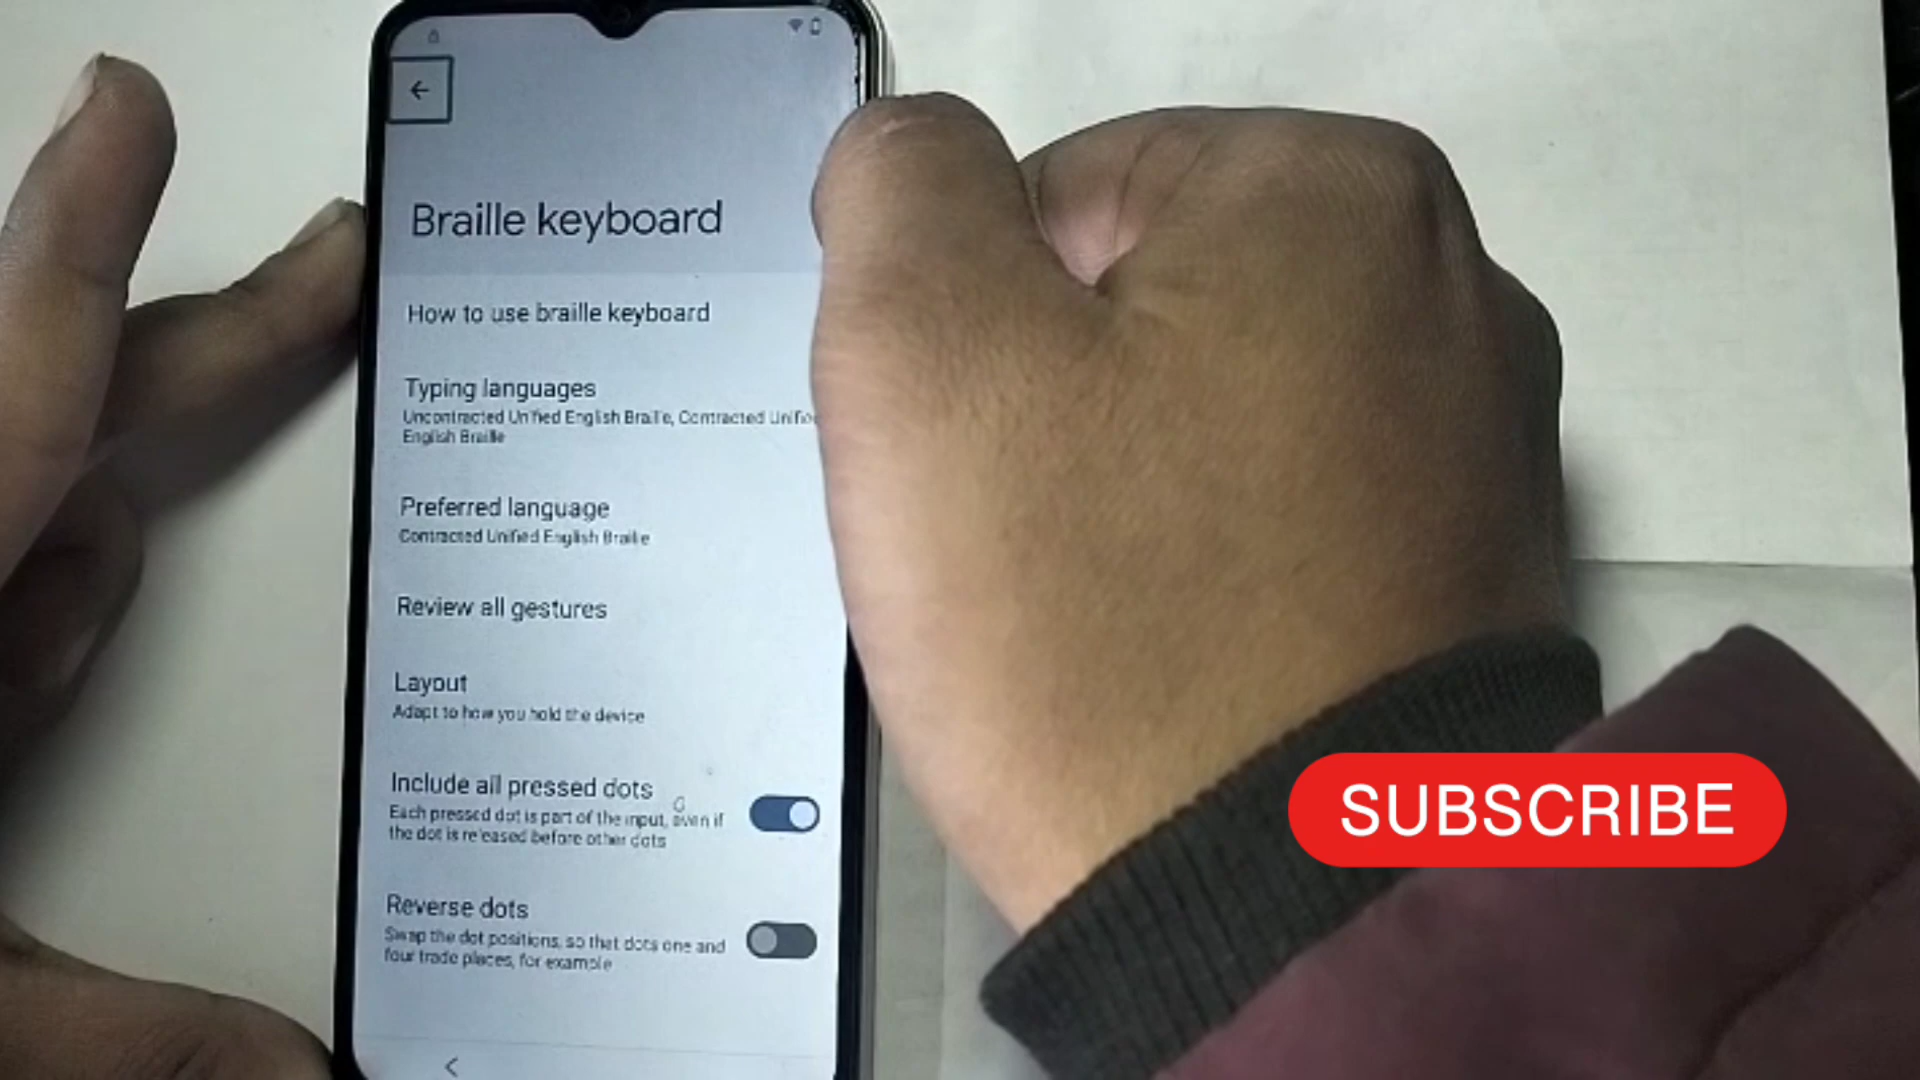 Braille keyboard
How to use braille keyboard
Typing languages
Uncontracted Unified English Braille, Contracted
English Braille
Preferred language
Contracted Unified English Braille
Review all gestures
Layout
Adapt to how you hold the device
Include all pressed dots
Each pressed dot is part of the input, even if
the dot is released before other dots
Reverse dots
Swap the dot positions, so that dots one and
four trade places, for example
SUBSCRIBE